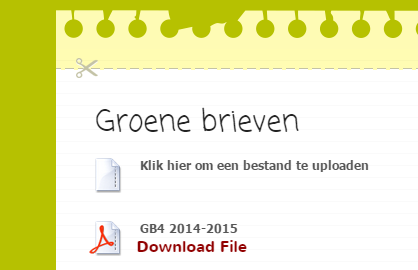 Groene brieven
Klik hier om een bestand te uploaden
GB4 2014-2015
Download File